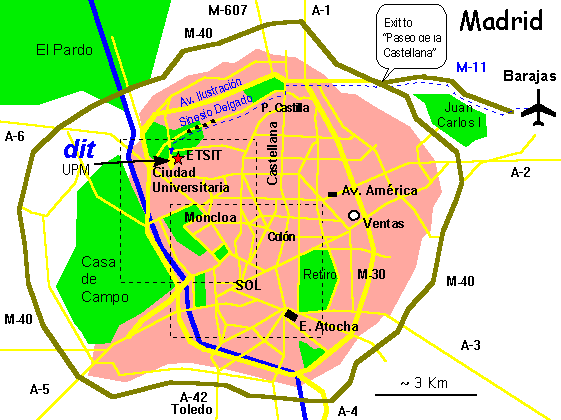 M-607
A-1
M-40
Exit to
"Paseo de la
Castellana"
Madrid
El Pardo
M-11
Barajas
Av. Ilustración
Sinesio Delgado
P. Castilla
Juan
Carlos I
A-6
dit
UPM
ETSIT
Ciudad
Universitaria
Castellana
A-2
Av. América
Moncloa
Ventas
Colón
Casa
de
Campo
SOL
Retiro
M-30
M-40
M-40
E. Atocha
A-3
~ 3 Km
A-5
A-42
Toledo
A-4